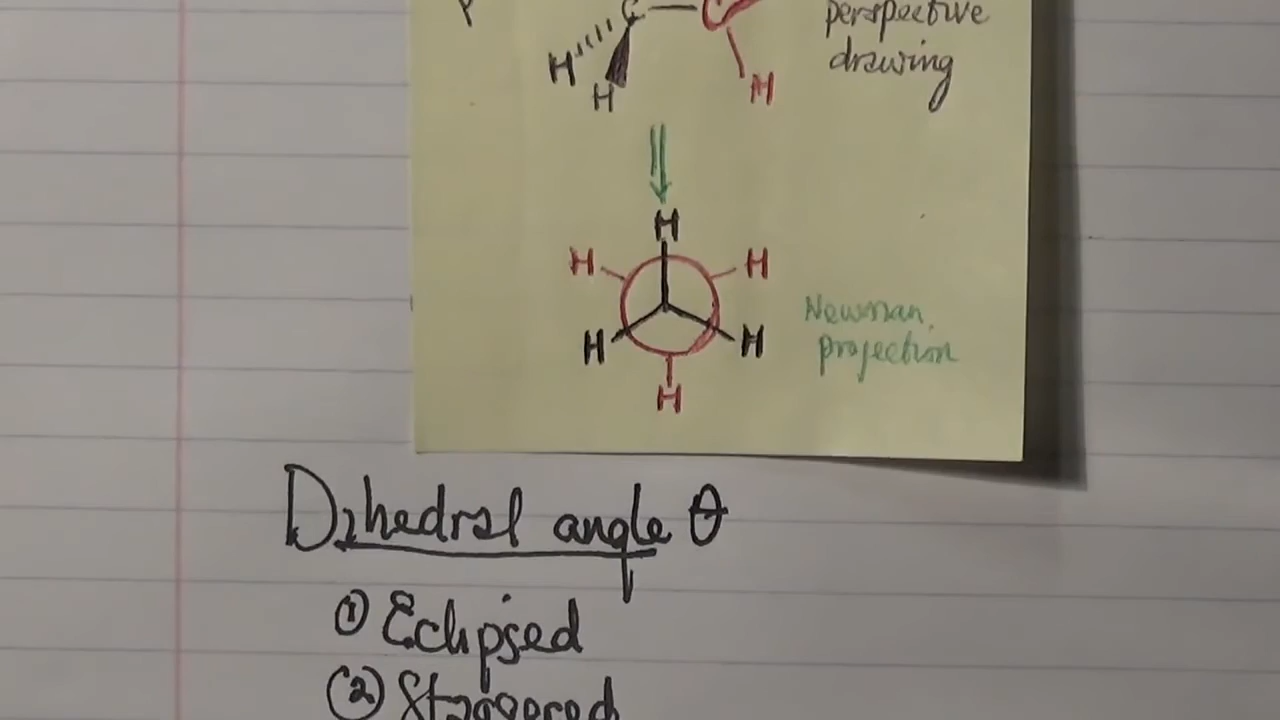 C
perspective
H
drawing
H
H
H
H
H
Newman
H
H
projection
H
Dihedral angle θ
① Eclipsed
② Staggered